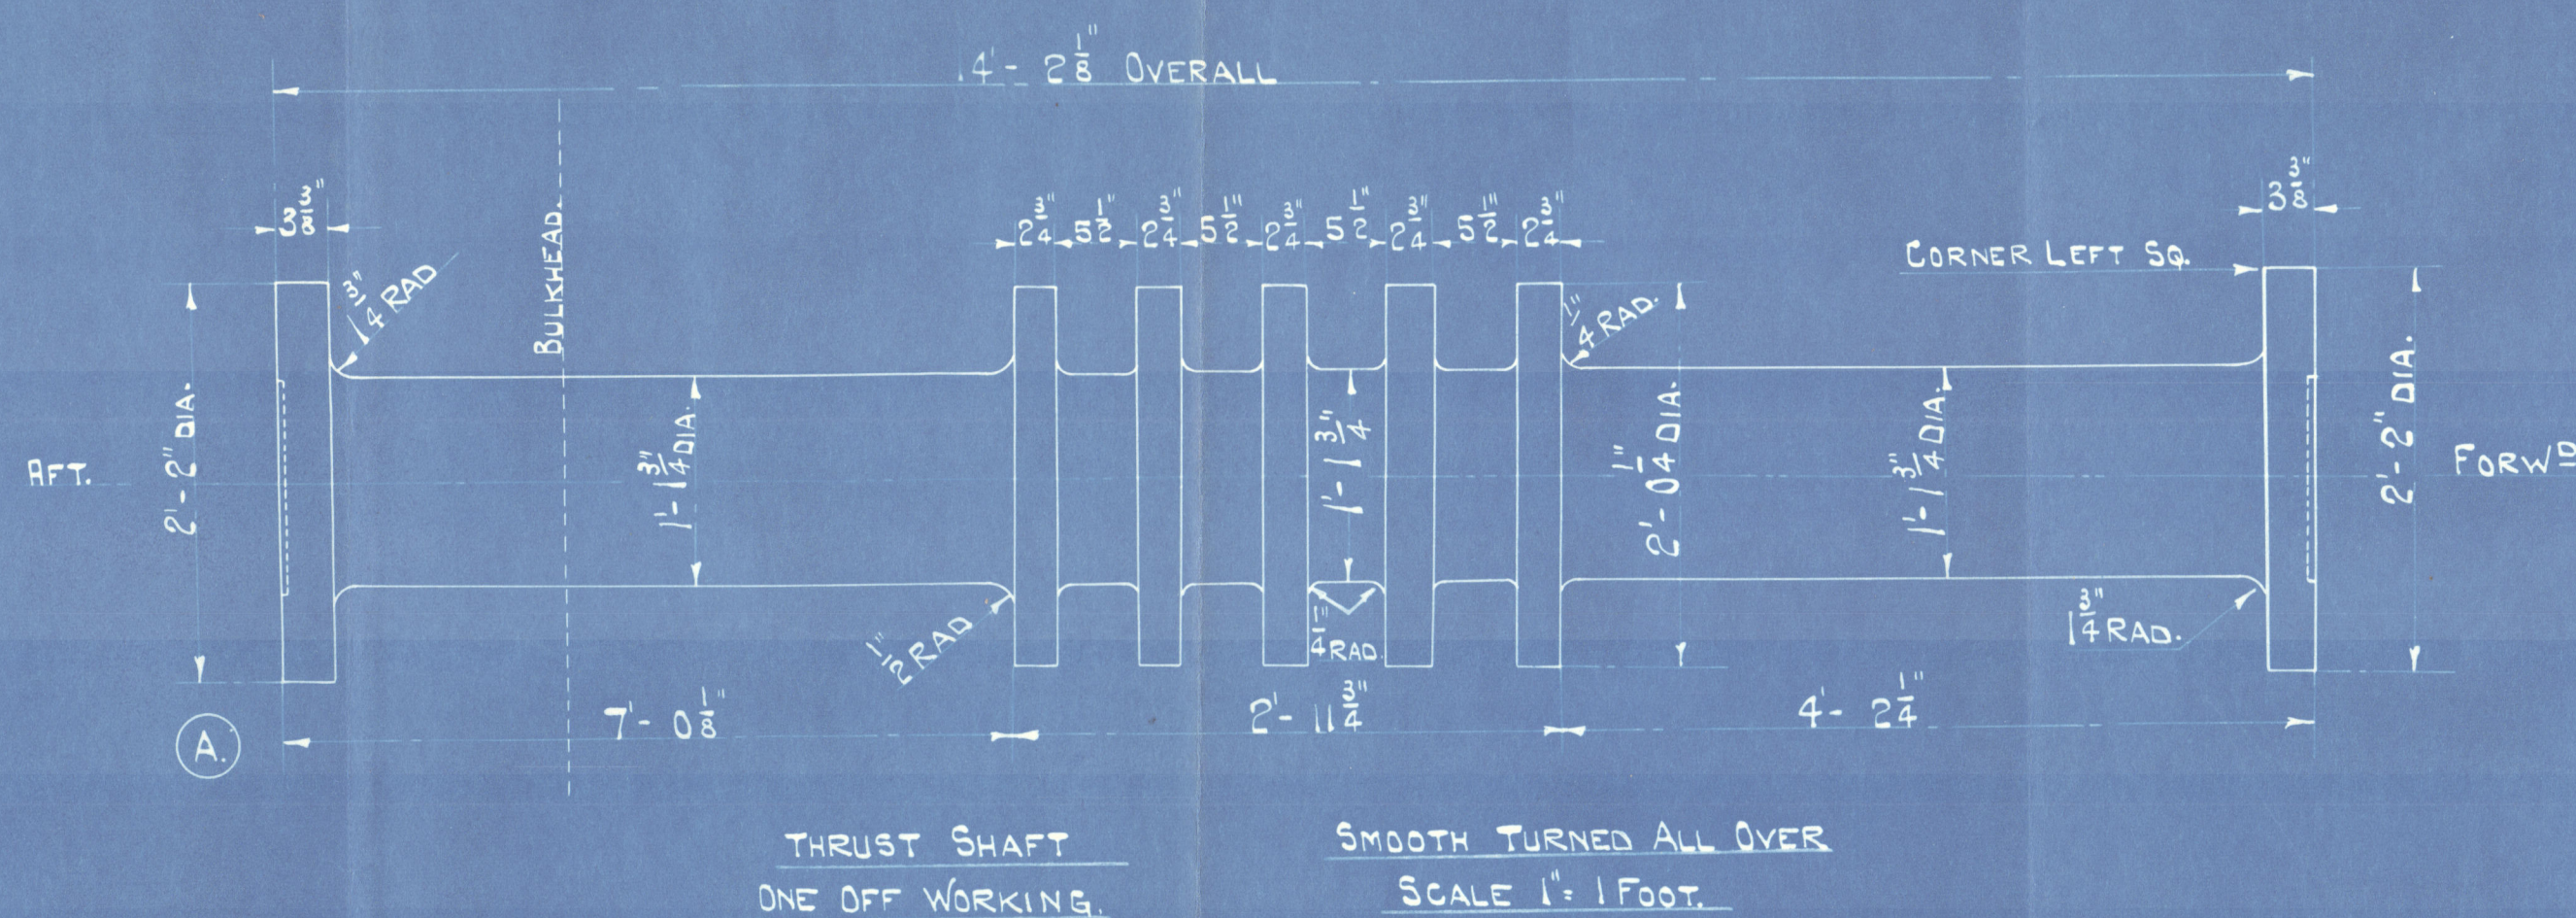 14'- 2 1/8" OVERALL
3 3/8"
2 3/4" 5 1/2" 2 3/4" 5 1/2" 2 3/4" 5 1/2" 2 3/4" 5 1/2" 2 3/4"
3 3/8"
CORNER LEFT SQ.
1 3/4" RAD
BULKHEAD.
1/4" RAD.
AFT.
2'- 2" DIA.
1'- 1 3/4" DIA.
1'- 1 3/4"
2'- 0 1/4" DIA.
1'- 1 3/4" DIA.
2'- 2" DIA.
FORWD
1/2" RAD
1/4" RAD.
1 3/4" RAD.
A.
7'- 0 1/8"
2'- 11 3/4"
4'- 2 1/4"
THRUST SHAFT
ONE OFF WORKING.
SMOOTH TURNED ALL OVER
SCALE 1" = 1 FOOT.